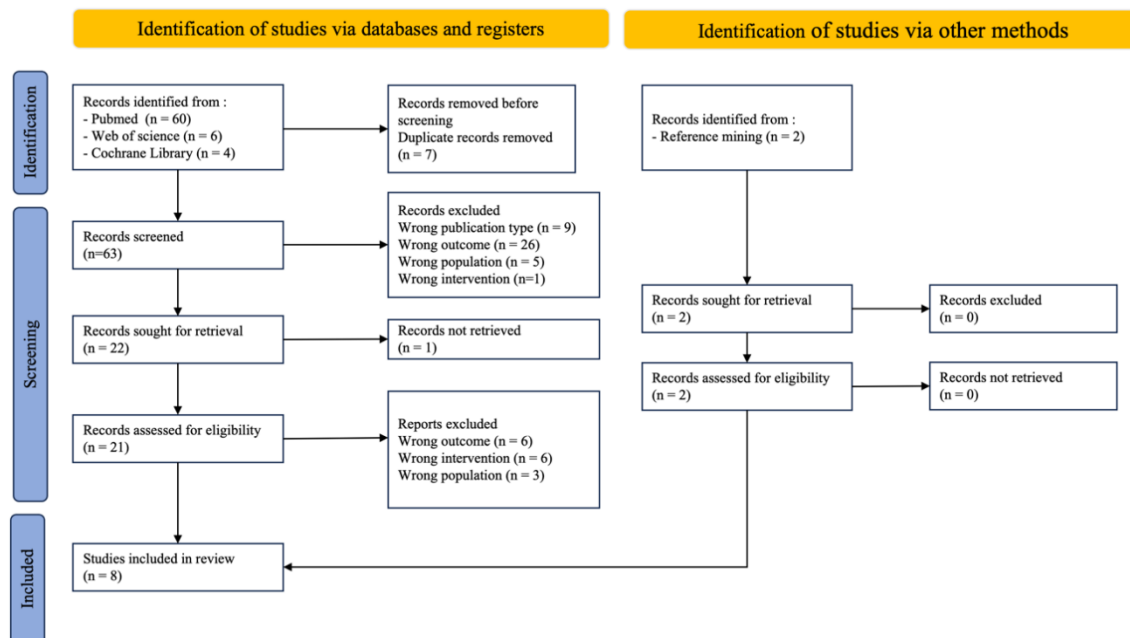 Identification of studies via databases and registers
Identification of studies via other methods
Identification
Records identified from :
- Pubmed (n = 60)
- Web of science (n = 6)
- Cochrane Library (n = 4)
Records removed before
screening
Duplicate records removed
(n = 7)
Records identified from :
- Reference mining (n = 2)
Screening
Records screened
(n=63)
Records excluded
Wrong publication type (n = 9)
Wrong outcome (n = 26)
Wrong population (n = 5)
Wrong intervention (n=1)
Records sought for retrieval
(n = 22)
Records not retrieved
(n = 1)
Records sought for retrieval
(n = 2)
Records excluded
(n = 0)
Records assessed for eligibility
(n = 21)
Reports excluded
Wrong outcome (n = 6)
Wrong intervention (n = 6)
Wrong population (n = 3)
Records assessed for eligibility
(n = 2)
Records not retrieved
(n = 0)
Included
Studies included in review
(n = 8)